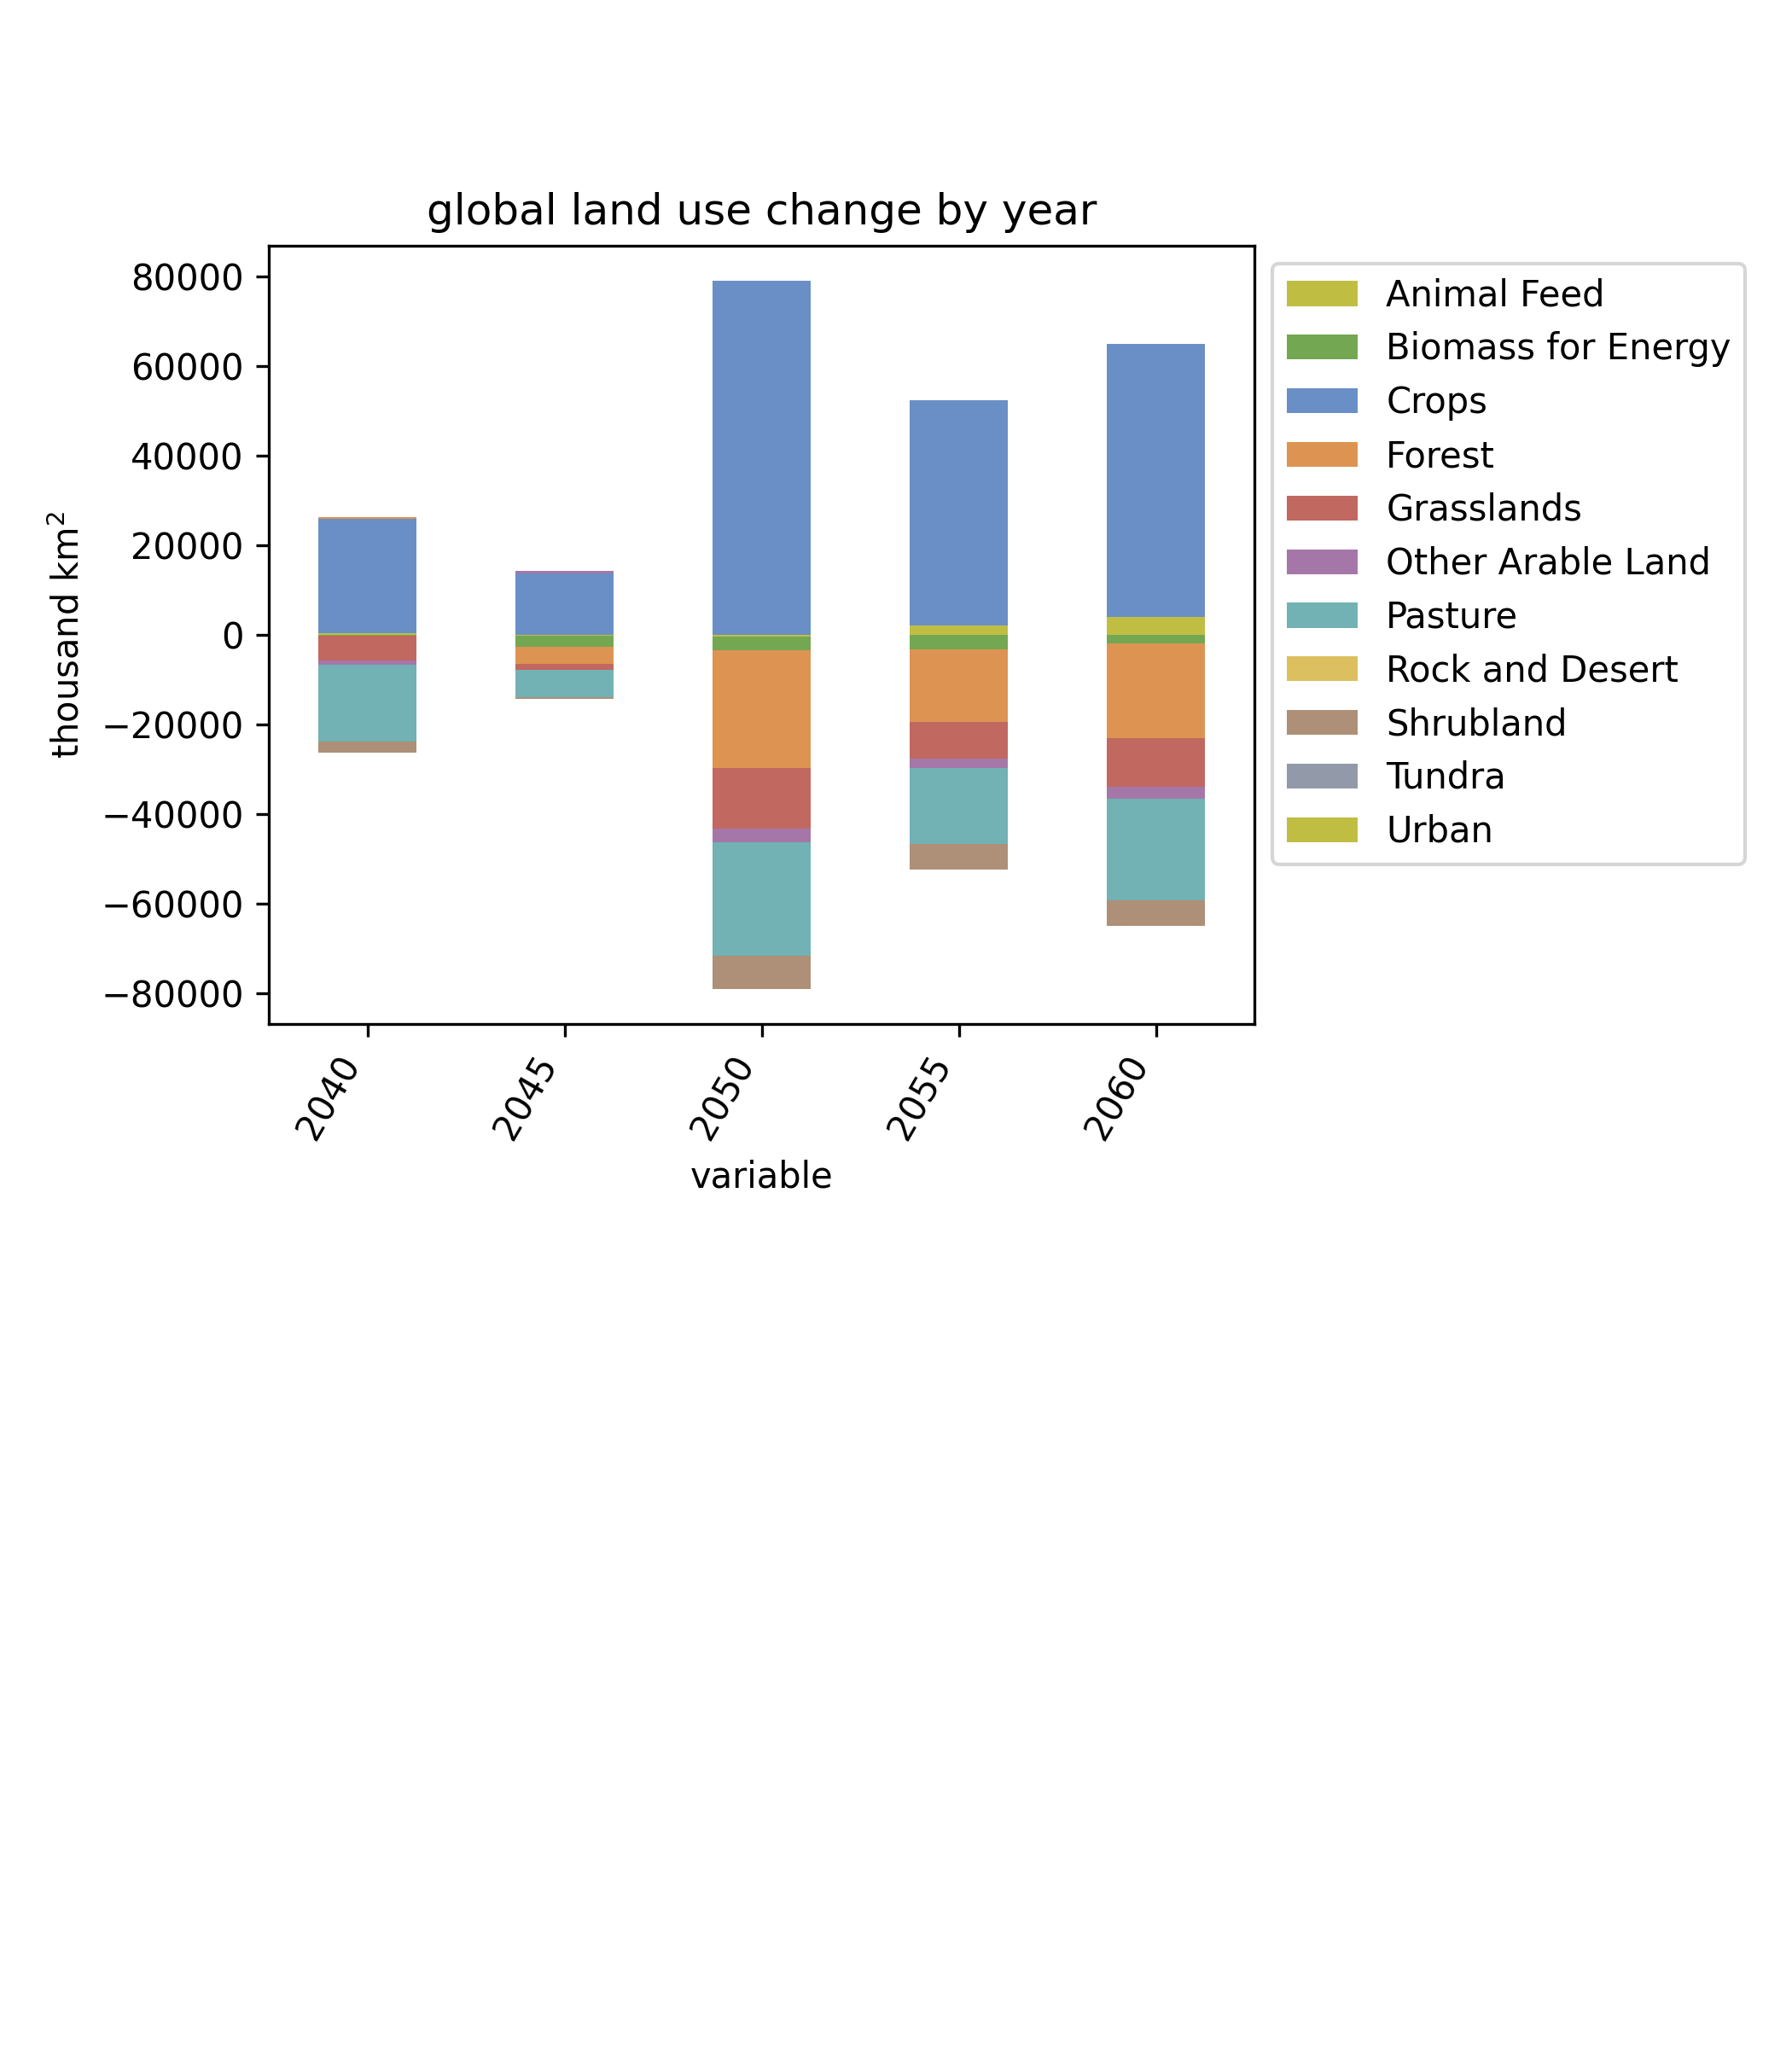 global land use change by year
80000
60000
40000
20000
0
−20000
−40000
−60000
−80000
thousand km²
2040
2045
2050
2055
2060
variable
Animal Feed
Biomass for Energy
Crops
Forest
Grasslands
Other Arable Land
Pasture
Rock and Desert
Shrubland
Tundra
Urban